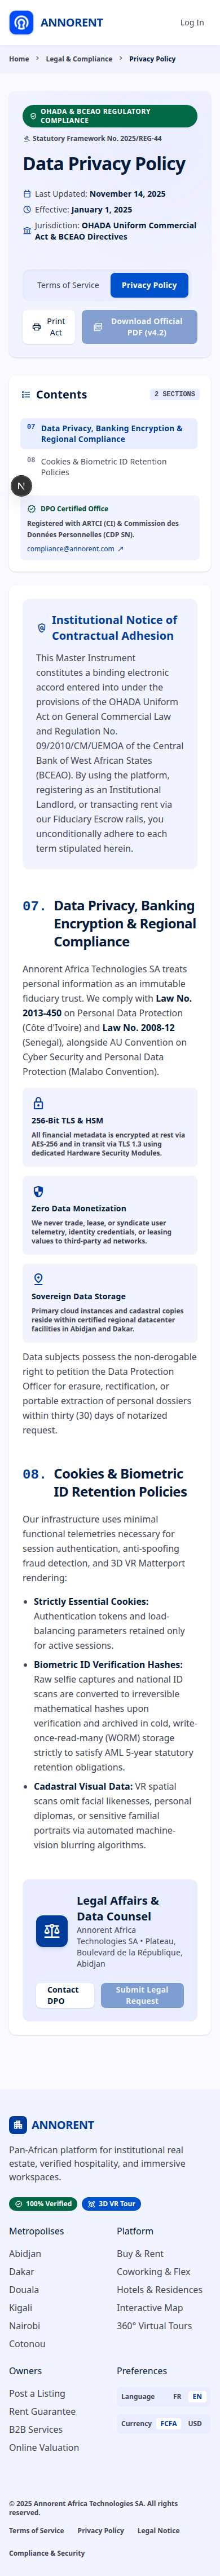 ANNORENT
Log In
Home > Legal & Compliance > Privacy Policy
OHADA & BCEAO REGULATORY
COMPLIANCE
Statutory Framework No. 2025/REG-44
Data Privacy Policy
Last Updated: November 14, 2025
Effective: January 1, 2025
Jurisdiction: OHADA Uniform Commercial
Act & BCEAO Directives
Terms of Service
Privacy Policy
Print
Act
Download Official
PDF (v4.2)
Contents
2 SECTIONS
07 Data Privacy, Banking Encryption &
Regional Compliance
08 Cookies & Biometric ID Retention
Policies
DPO Certified Office
Registered with ARTCI (CI) & Commission des
Données Personnelles (CDP SN).
compliance@annorent.com ↗
Institutional Notice of
Contractual Adhesion
This Master Instrument
constitutes a binding electronic
accord entered into under the
provisions of the OHADA Uniform
Act on General Commercial Law
and Regulation No.
09/2010/CM/UEMOA of the Central
Bank of West African States
(BCEAO). By using the platform,
registering as an Institutional
Landlord, or transacting rent via
our Fiduciary Escrow rails, you
unconditionally adhere to each
term stipulated herein.
07. Data Privacy, Banking
Encryption & Regional
Compliance
Annorent Africa Technologies SA treats
personal information as an immutable
fiduciary trust. We comply with Law No.
2013-450 on Personal Data Protection
(Côte d'Ivoire) and Law No. 2008-12
(Senegal), alongside AU Convention on
Cyber Security and Personal Data
Protection (Malabo Convention).
256-Bit TLS & HSM
All financial metadata is encrypted at rest via
AES-256 and in transit via TLS 1.3 using
dedicated Hardware Security Modules.
Zero Data Monetization
We never trade, lease, or syndicate user
telemetry, identity credentials, or leasing
values to third-party ad networks.
Sovereign Data Storage
Primary cloud instances and cadastral copies
reside within certified regional datacenter
facilities in Abidjan and Dakar.
Data subjects possess the non-derogable
right to petition the Data Protection
Officer for erasure, rectification, or
portable extraction of personal dossiers
within thirty (30) days of notarized
request.
08. Cookies & Biometric
ID Retention Policies
Our infrastructure uses minimal
functional telemetries necessary for
session authentication, anti-spoofing
fraud detection, and 3D VR Matterport
rendering:
• Strictly Essential Cookies:
Authentication tokens and load-
balancing parameters retained only
for active sessions.
• Biometric ID Verification Hashes:
Raw selfie captures and national ID
scans are converted to irreversible
mathematical hashes upon
verification and archived in cold, write-
once-read-many (WORM) storage
strictly to satisfy AML 5-year statutory
retention obligations.
• Cadastral Visual Data: VR spatial
scans omit facial likenesses, personal
diplomas, or sensitive familial
portraits via automated machine-
vision blurring algorithms.
Legal Affairs &
Data Counsel
Annorent Africa
Technologies SA • Plateau,
Boulevard de la République,
Abidjan
Contact
DPO
Submit Legal
Request
ANNORENT
Pan-African platform for institutional real
estate, verified hospitality, and immersive
workspaces.
100% Verified
3D VR Tour
Metropolises
Abidjan
Dakar
Douala
Kigali
Nairobi
Cotonou
Platform
Buy & Rent
Coworking & Flex
Hotels & Residences
Interactive Map
360° Virtual Tours
Owners
Post a Listing
Rent Guarantee
B2B Services
Online Valuation
Preferences
Language FR EN
Currency FCFA USD
© 2025 Annorent Africa Technologies SA. All rights
reserved.
Terms of Service Privacy Policy Legal Notice
Compliance & Security